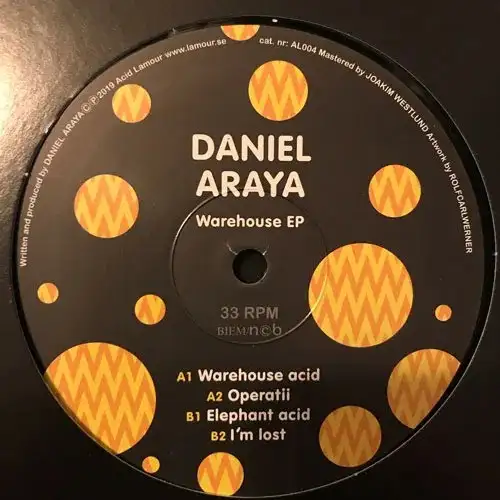 Written and produced by DANIEL ARAYA Ⓒ Ⓟ 2019 Acid Lamour www.lamour.se
cat. nr: AL004 Mastered by JOAKIM WESTLUND Artwork by ROLFCARLWERNER
DANIEL
ARAYA
Warehouse EP
33 RPM
BIEM/n©b
A1 Warehouse acid
A2 Operatii
B1 Elephant acid
B2 I'm lost